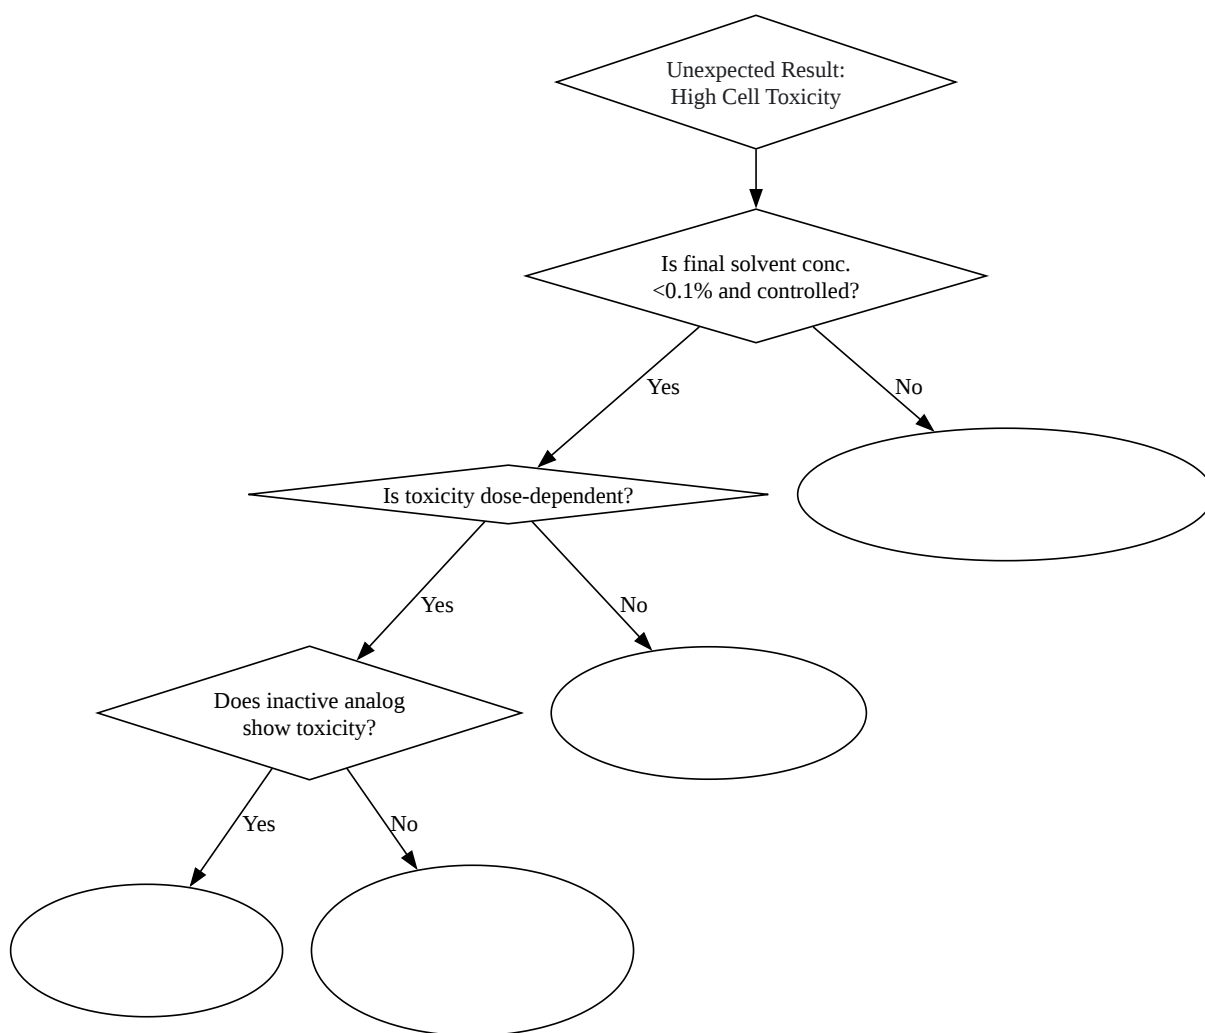 Unexpected Result:
High Cell Toxicity
Is final solvent conc.
<0.1% and controlled?
Yes
No
Is toxicity dose-dependent?
Yes
No
Does inactive analog
show toxicity?
Yes
No